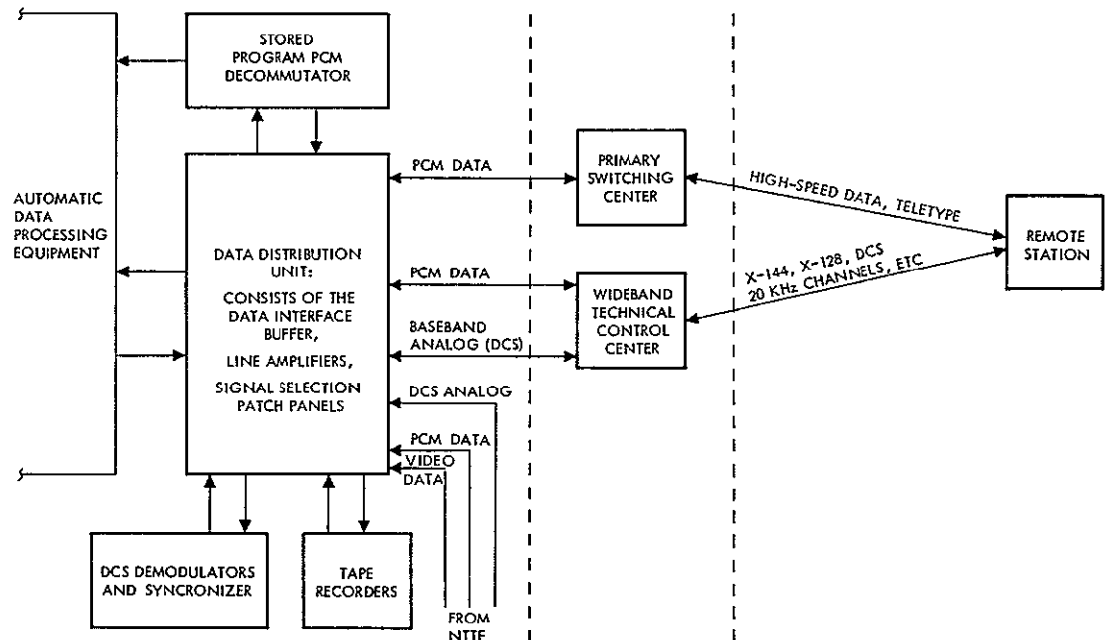 STORED
PROGRAM PCM
DECOMMUTATOR
AUTOMATIC
DATA
PROCESSING
EQUIPMENT
DATA DISTRIBUTION
UNIT:
CONSISTS OF THE
DATA INTERFACE
BUFFER,
LINE AMPLIFIERS,
SIGNAL SELECTION
PATCH PANELS
PCM DATA
PRIMARY
SWITCHING
CENTER
HIGH-SPEED DATA, TELETYPE
REMOTE
STATION
PCM DATA
WIDEBAND
TECHNICAL
CONTROL
CENTER
X-144, X-128, DCS
20 KHz CHANNELS, ETC
BASEBAND
ANALOG (DCS)
DCS ANALOG
PCM DATA
VIDEO
DATA
DCS DEMODULATORS
AND SYNCRONIZER
TAPE
RECORDERS
FROM
NTTF